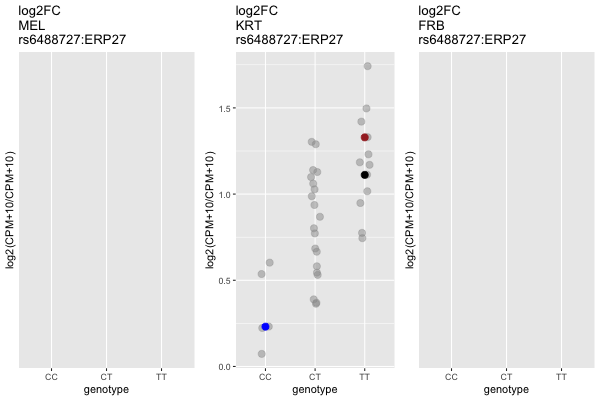 log2FC
MEL
rs6488727:ERP27
log2(CPM+10/CPM+10)
CC CT TT
genotype
log2FC
KRT
rs6488727:ERP27
log2(CPM+10/CPM+10)
1.5
1.0
0.5
0.0
CC CT TT
genotype
log2FC
FRB
rs6488727:ERP27
log2(CPM+10/CPM+10)
CC CT TT
genotype